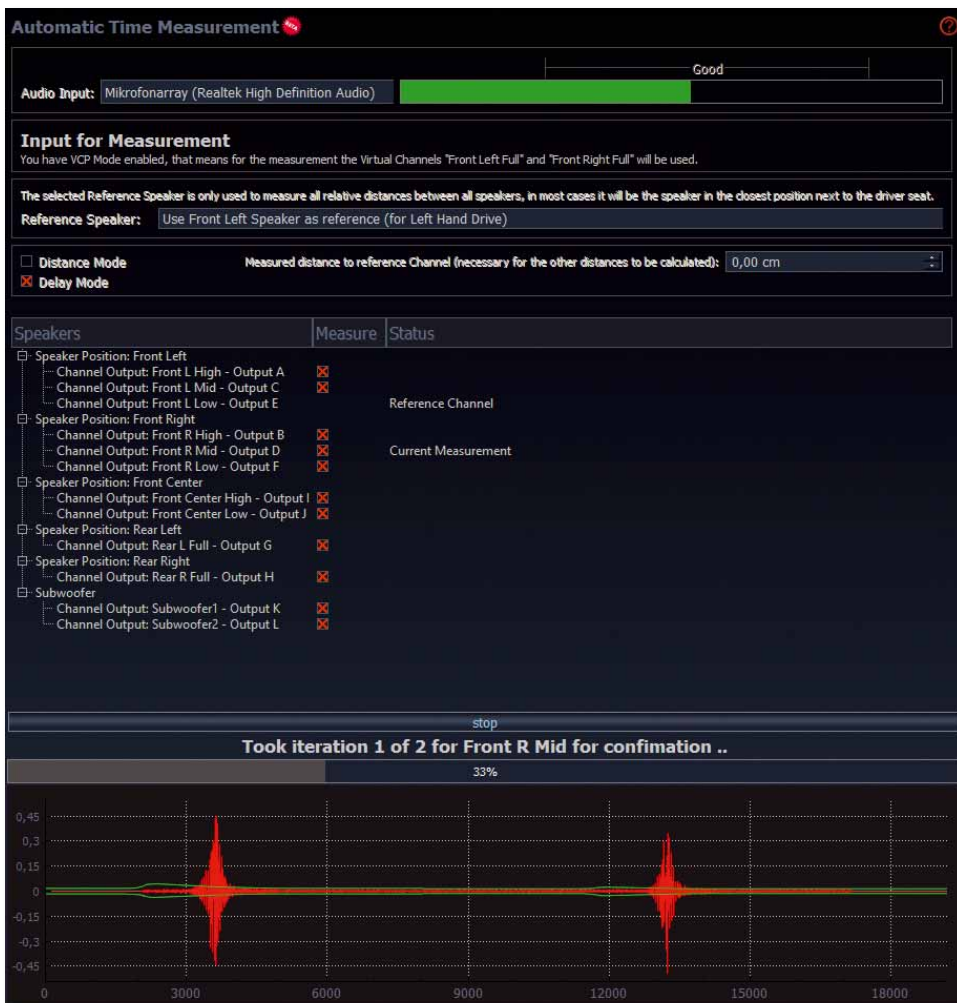 Automatic Time Measurement BETA
?
Good
Audio Input: Mikrofonarray (Realtek High Definition Audio)
Input for Measurement
You have VCP Mode enabled, that means for the measurement the Virtual Channels "Front Left Full" and "Front Right Full" will be used.
The selected Reference Speaker is only used to measure all relative distances between all speakers, in most cases it will be the speaker in the closest position next to the driver seat.
Reference Speaker: Use Front Left Speaker as reference (for Left Hand Drive)
Distance Mode Measured distance to reference Channel (necessary for the other distances to be calculated): 0,00 cm
Delay Mode
Speakers Measure Status
Speaker Position: Front Left
Channel Output: Front L High - Output A
Channel Output: Front L Mid - Output C
Channel Output: Front L Low - Output E Reference Channel
Speaker Position: Front Right
Channel Output: Front R High - Output B
Channel Output: Front R Mid - Output D Current Measurement
Channel Output: Front R Low - Output F
Speaker Position: Front Center
Channel Output: Front Center High - Output I
Channel Output: Front Center Low - Output J
Speaker Position: Rear Left
Channel Output: Rear L Full - Output G
Speaker Position: Rear Right
Channel Output: Rear R Full - Output H
Subwoofer
Channel Output: Subwoofer1 - Output K
Channel Output: Subwoofer2 - Output L
stop
Took iteration 1 of 2 for Front R Mid for confimation ..
33%
0,45
0,3
0,15
0
-0,15
-0,3
-0,45
0 3000 6000 9000 12000 15000 18000